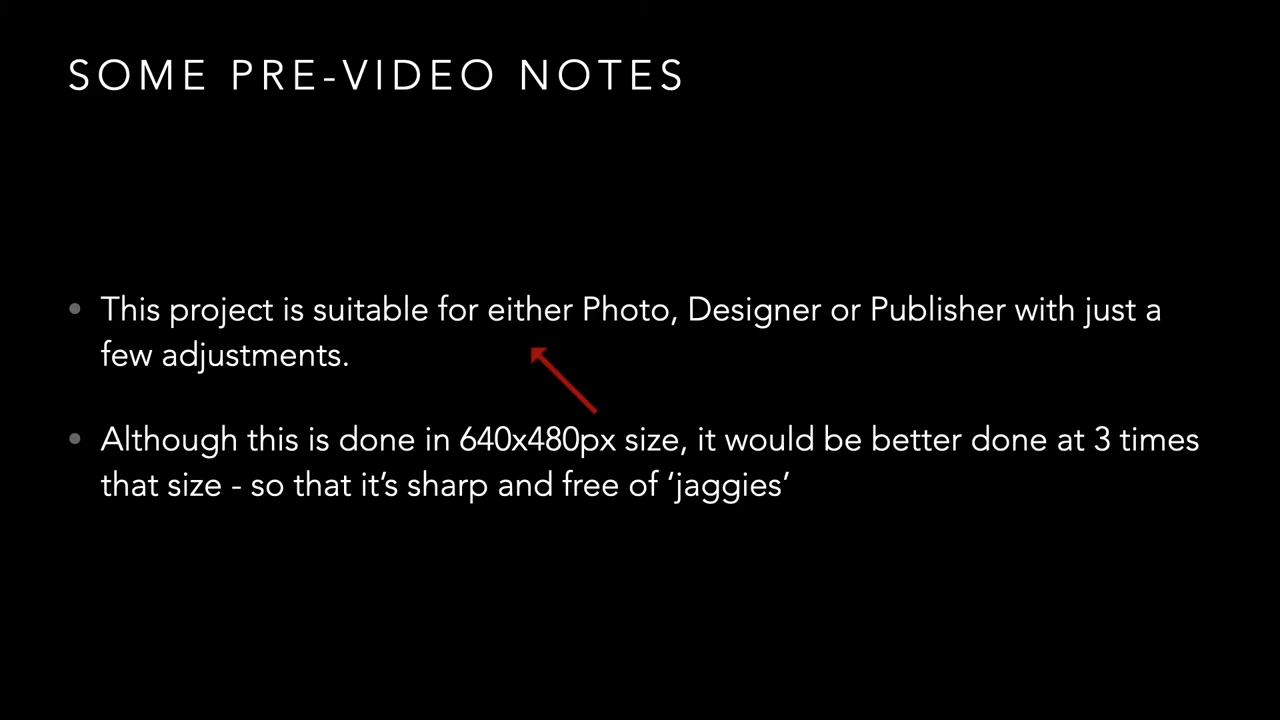 SOME PRE-VIDEO NOTES
• This project is suitable for either Photo, Designer or Publisher with just a
few adjustments.
• Although this is done in 640x480px size, it would be better done at 3 times
that size - so that it’s sharp and free of ‘jaggies’